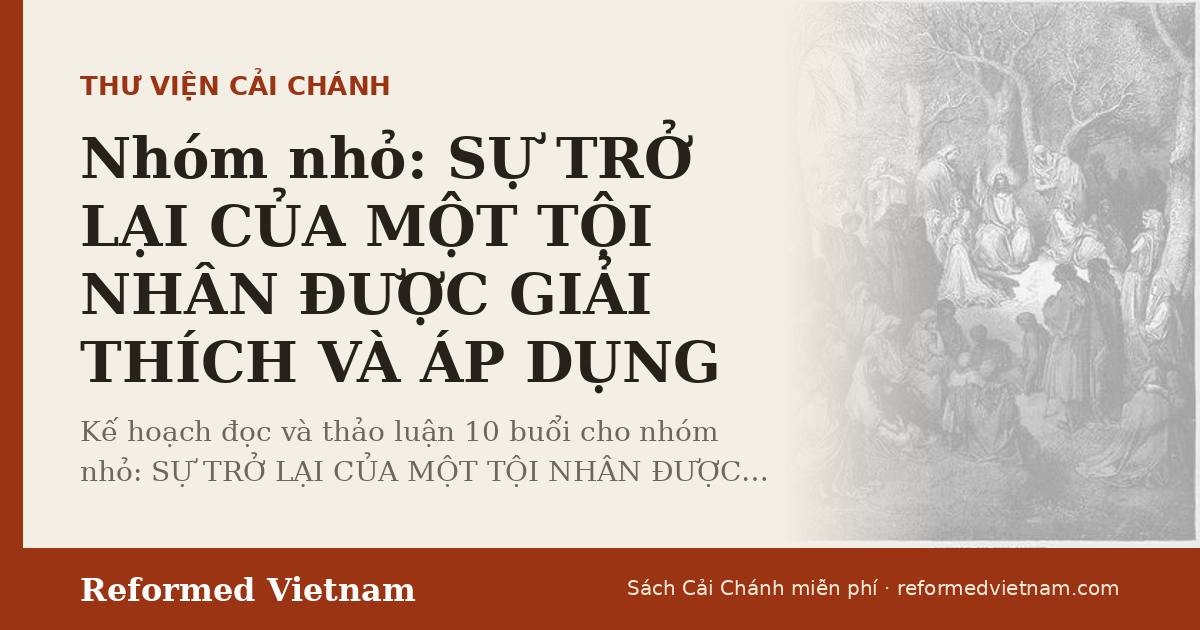 THƯ VIỆN CẢI CHÁNH
Nhóm nhỏ: SỰ TRỞ
LẠI CỦA MỘT TỘI
NHÂN ĐƯỢC GIẢI
THÍCH VÀ ÁP DỤNG
Kế hoạch đọc và thảo luận 10 buổi cho nhóm
nhỏ: SỰ TRỞ LẠI CỦA MỘT TỘI NHÂN ĐƯỢC...
Reformed Vietnam
Sách Cải Chánh miễn phí · reformedvietnam.com